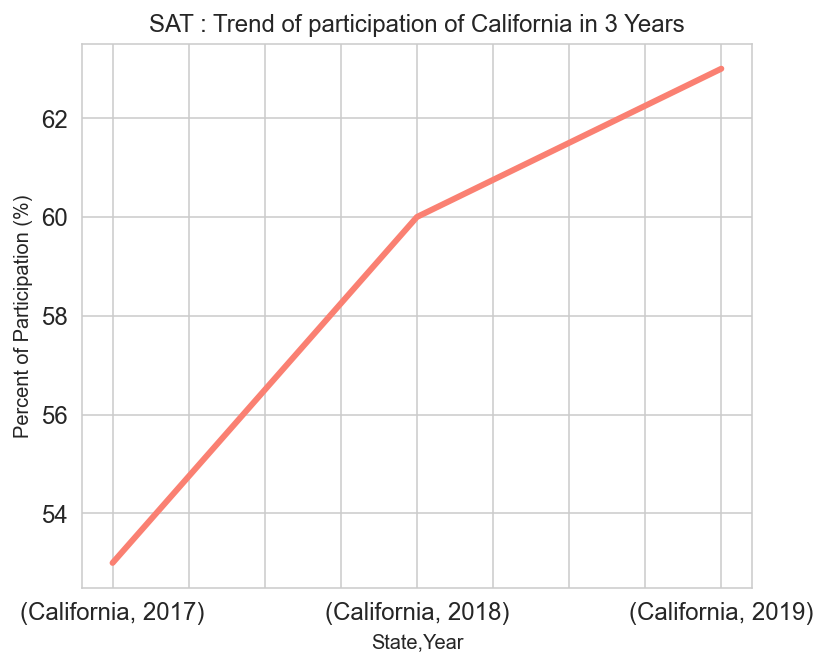 SAT : Trend of participation of California in 3 Years
Percent of Participation (%)
62
60
58
56
54
(California, 2017)
(California, 2018)
(California, 2019)
State,Year